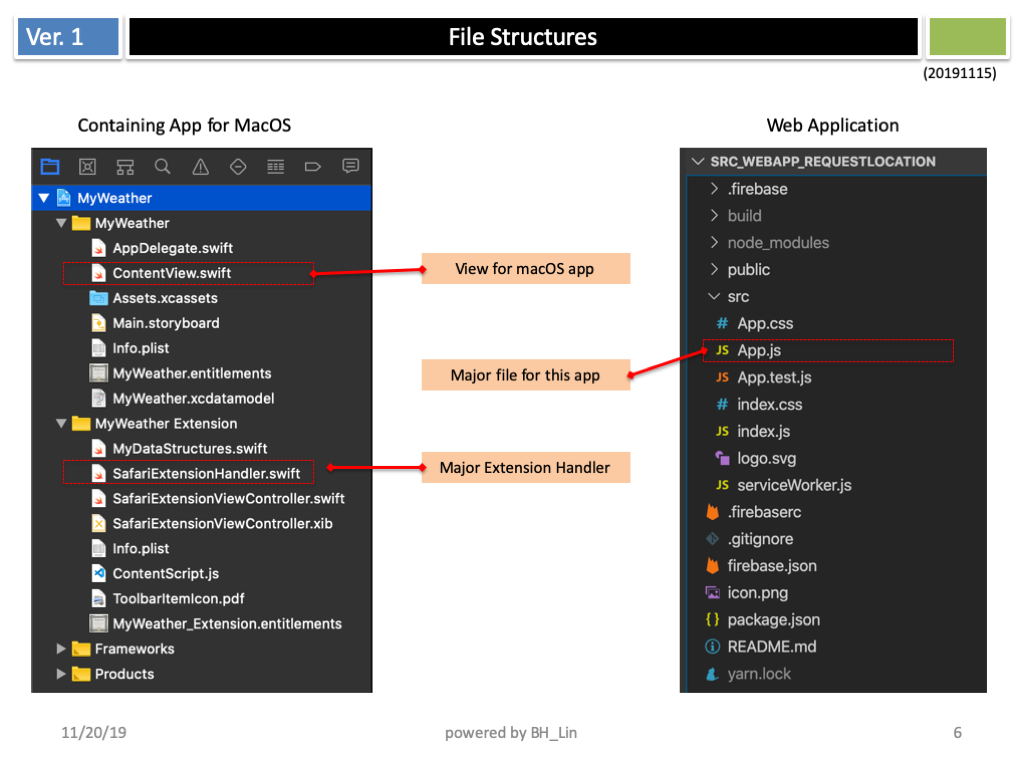 Ver. 1
File Structures
(20191115)
Containing App for MacOS
MyWeather
MyWeather
AppDelegate.swift
ContentView.swift
Assets.xcassets
Main.storyboard
Info.plist
MyWeather.entitlements
MyWeather.xcdatamodel
MyWeather Extension
MyDataStructures.swift
SafariExtensionHandler.swift
SafariExtensionViewController.swift
SafariExtensionViewController.xib
Info.plist
ContentScript.js
ToolbarItemIcon.pdf
MyWeather_Extension.entitlements
Frameworks
Products
View for macOS app
Major file for this app
Major Extension Handler
Web Application
SRC_WEBAPP_REQUESTLOCATION
.firebase
build
node_modules
public
src
# App.css
JS App.js
JS App.test.js
# index.css
JS index.js
logo.svg
JS serviceWorker.js
.firebaserc
.gitignore
firebase.json
icon.png
{} package.json
README.md
yarn.lock
11/20/19
powered by BH_Lin
6